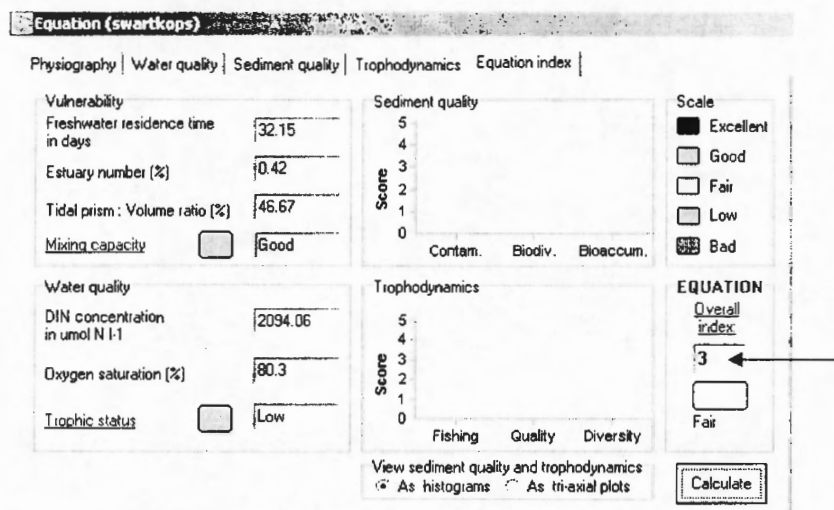 Equation (swartkops)
Physiography | Water quality | Sediment quality | Trophodynamics Equation index |
Vulnerability
Freshwater residence time
in days
32.15
Estuary number (%)
0.42
Tidal prism : Volume ratio (%)
46.67
Mixing capacity
Good
Sediment quality
Score
5
4
3
2
1
0
Contam. Biodiv. Bioaccum.
Scale
Excellent
Good
Fair
Low
Bad
Water quality
DIN concentration
in umol N l-1
2094.06
Oxygen saturation (%)
80.3
Trophic status
Low
Trophodynamics
Score
5
4
3
2
1
0
Fishing Quality Diversity
EQUATION
Overall
index:
3
Fair
View sediment quality and trophodynamics
As histograms As tri-axial plots
Calculate